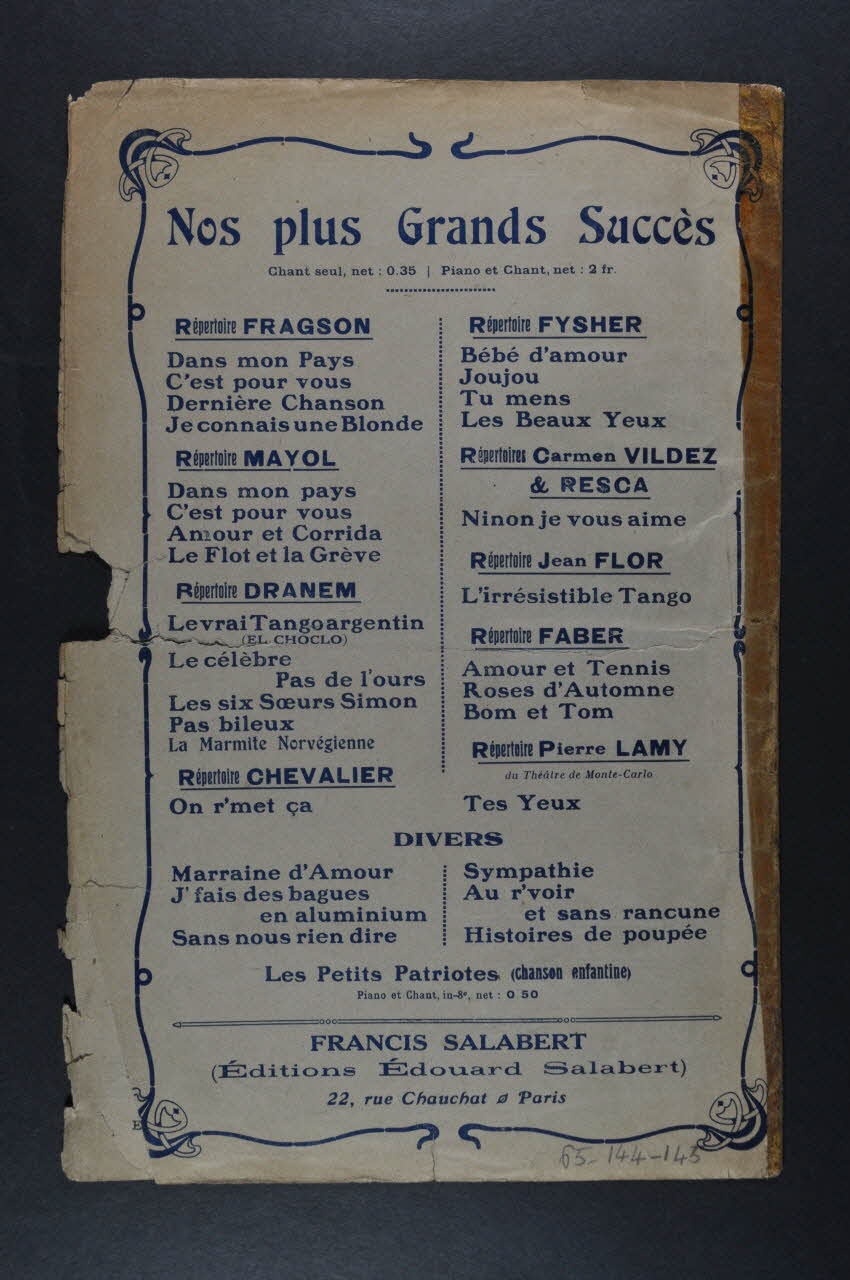 Nos plus Grands Succès
Chant seul, net : 0.35 | Piano et Chant, net : 2 fr.
Répertoire FRAGSON
Dans mon Pays
C'est pour vous
Dernière Chanson
Je connais une Blonde
Répertoire MAYOL
Dans mon pays
C'est pour vous
Amour et Corrida
Le Flot et la Grève
Répertoire DRANEM
Le vrai Tango argentin
(EL CHOCLO)
Le célèbre
Pas de l'ours
Les six Sœurs Simon
Pas bileux
La Marmite Norvégienne
Répertoire CHEVALIER
On r'met ça
Répertoire FYSHER
Bébé d'amour
Joujou
Tu mens
Les Beaux Yeux
Répertoires Carmen VILDEZ
& RESCA
Ninon je vous aime
Répertoire Jean FLOR
L'irrésistible Tango
Répertoire FABER
Amour et Tennis
Roses d'Automne
Bom et Tom
Répertoire Pierre LAMY
du Théâtre de Monte-Carlo
Tes Yeux
DIVERS
Marraine d'Amour
J' fais des bagues
en aluminium
Sans nous rien dire
Sympathie
Au r'voir
et sans rancune
Histoires de poupée
Les Petits Patriotes (chanson enfantine)
Piano et Chant, in-8º, net : 0 50
FRANCIS SALABERT
(Éditions Édouard Salabert)
22, rue Chauchat Paris
E
65-144-145